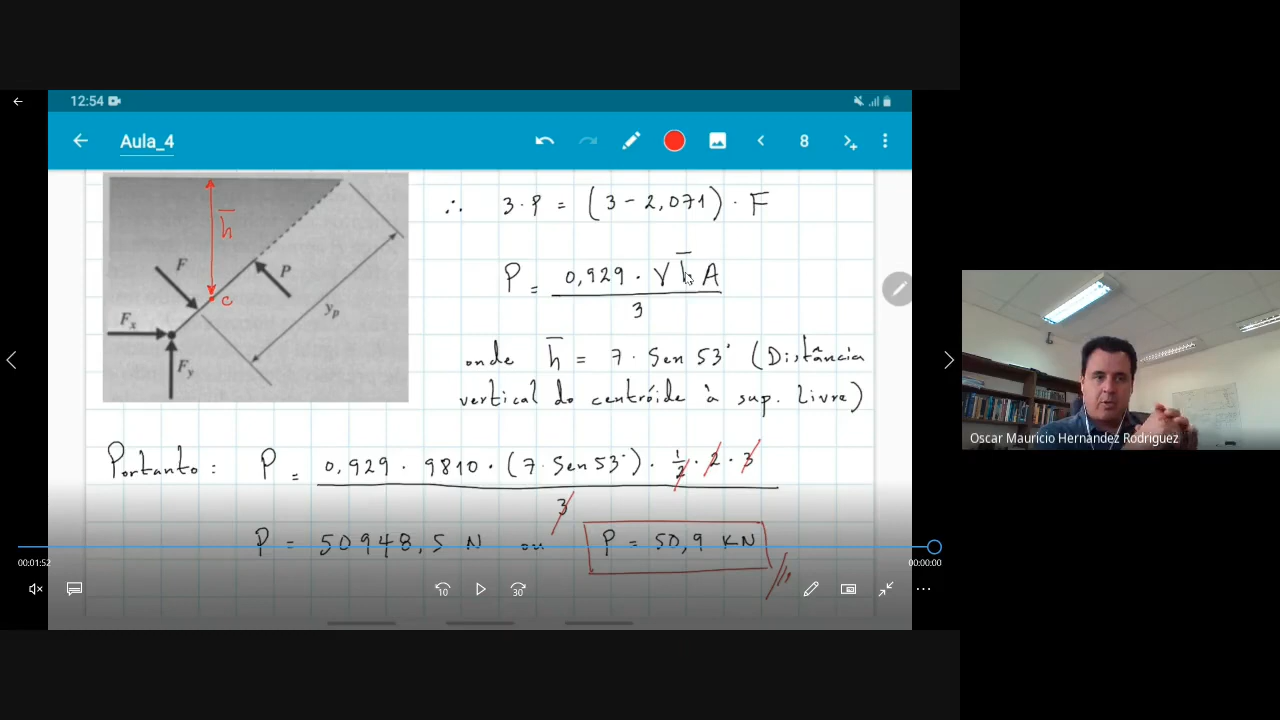 12:54
Aula_4
8
h̅
F
P
c
Fx
Fy
yp
∴ 3·P = (3 - 2,071) · F
P = 0,929 · γ h̅ A
3
onde h̅ = 7 · Sen 53° (Distância
vertical do centróide à sup. Livre)
Portanto: P = 0,929 · 9810 · (7·Sen 53°) · 1/2 · 2 · 3
3
P = 50948,5 N ou P = 50,9 KN
00:01:52
00:00:00
10
30
Oscar Mauricio Hernandez Rodriguez